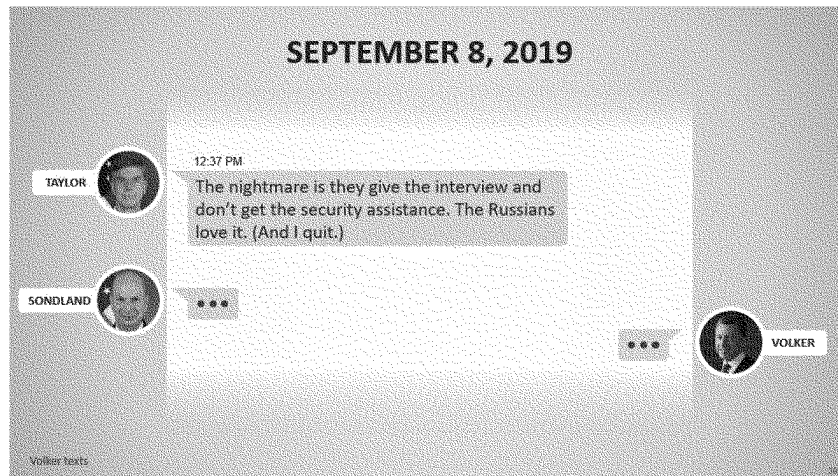 SEPTEMBER 8, 2019
12:37 PM
TAYLOR
The nightmare is they give the interview and
don't get the security assistance. The Russians
love it. (And I quit.)
SONDLAND
VOLKER
Volker texts